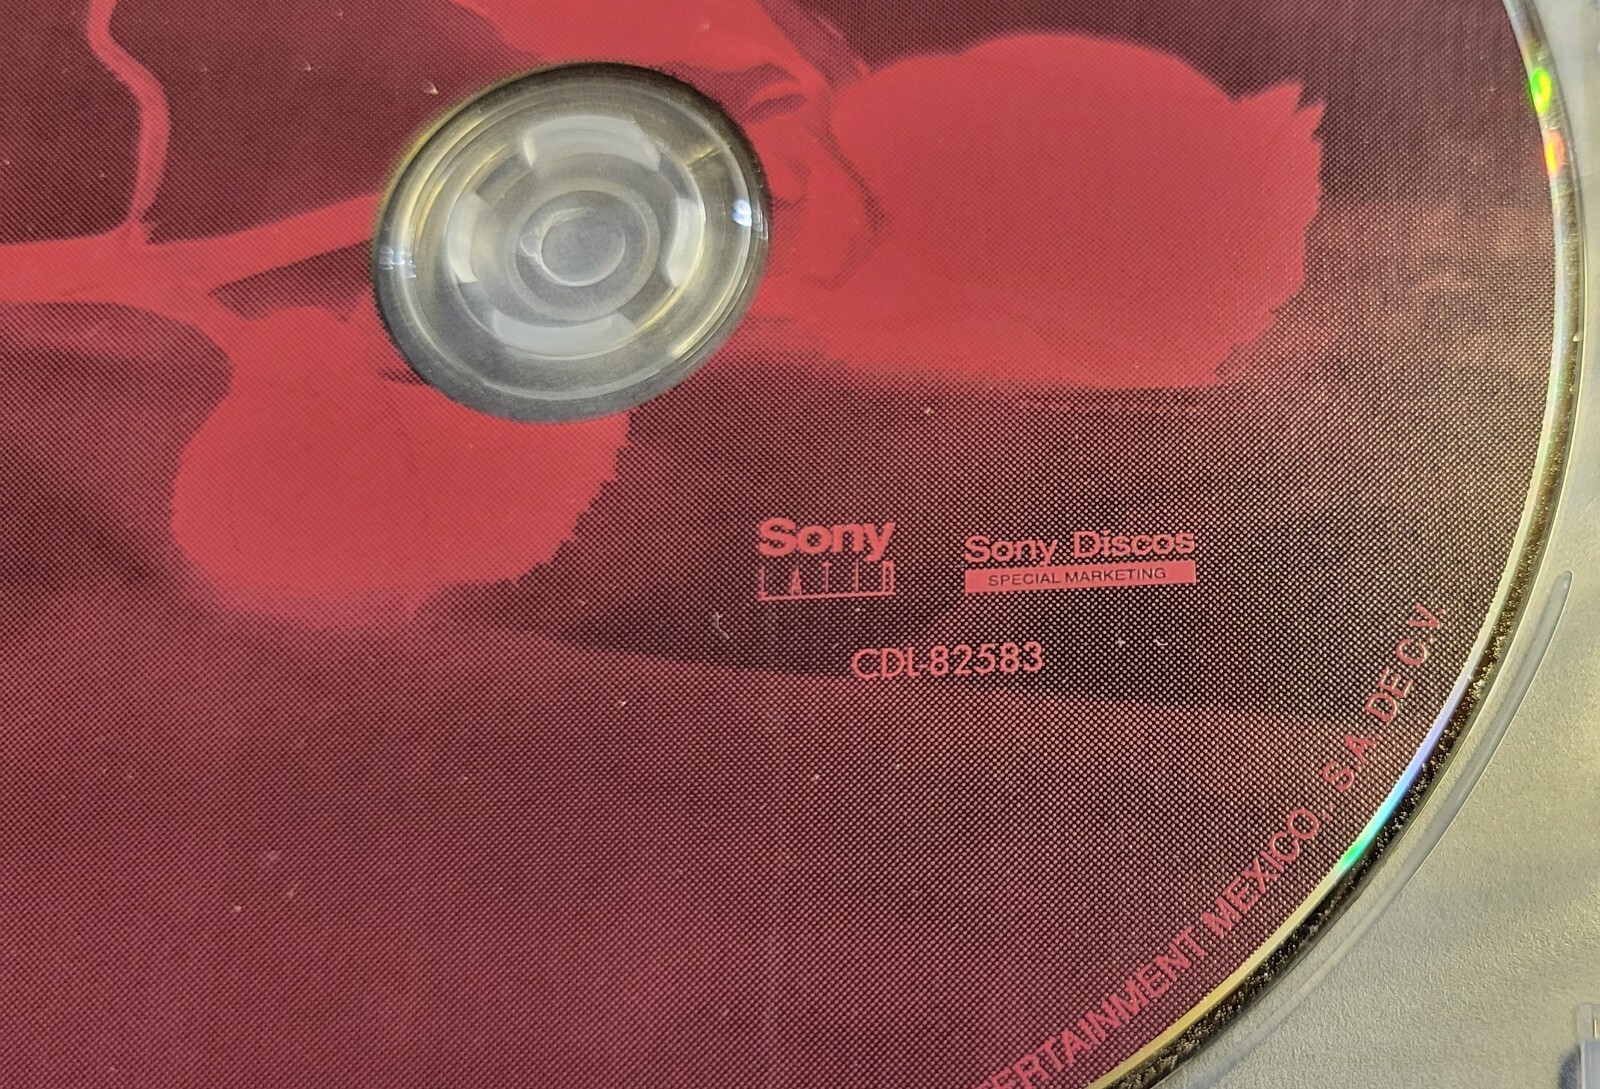 Sony
LATIN
Sony Discos
SPECIAL MARKETING
CDL-82583
ERTAINMENT MEXICO, S.A. DE C.V.